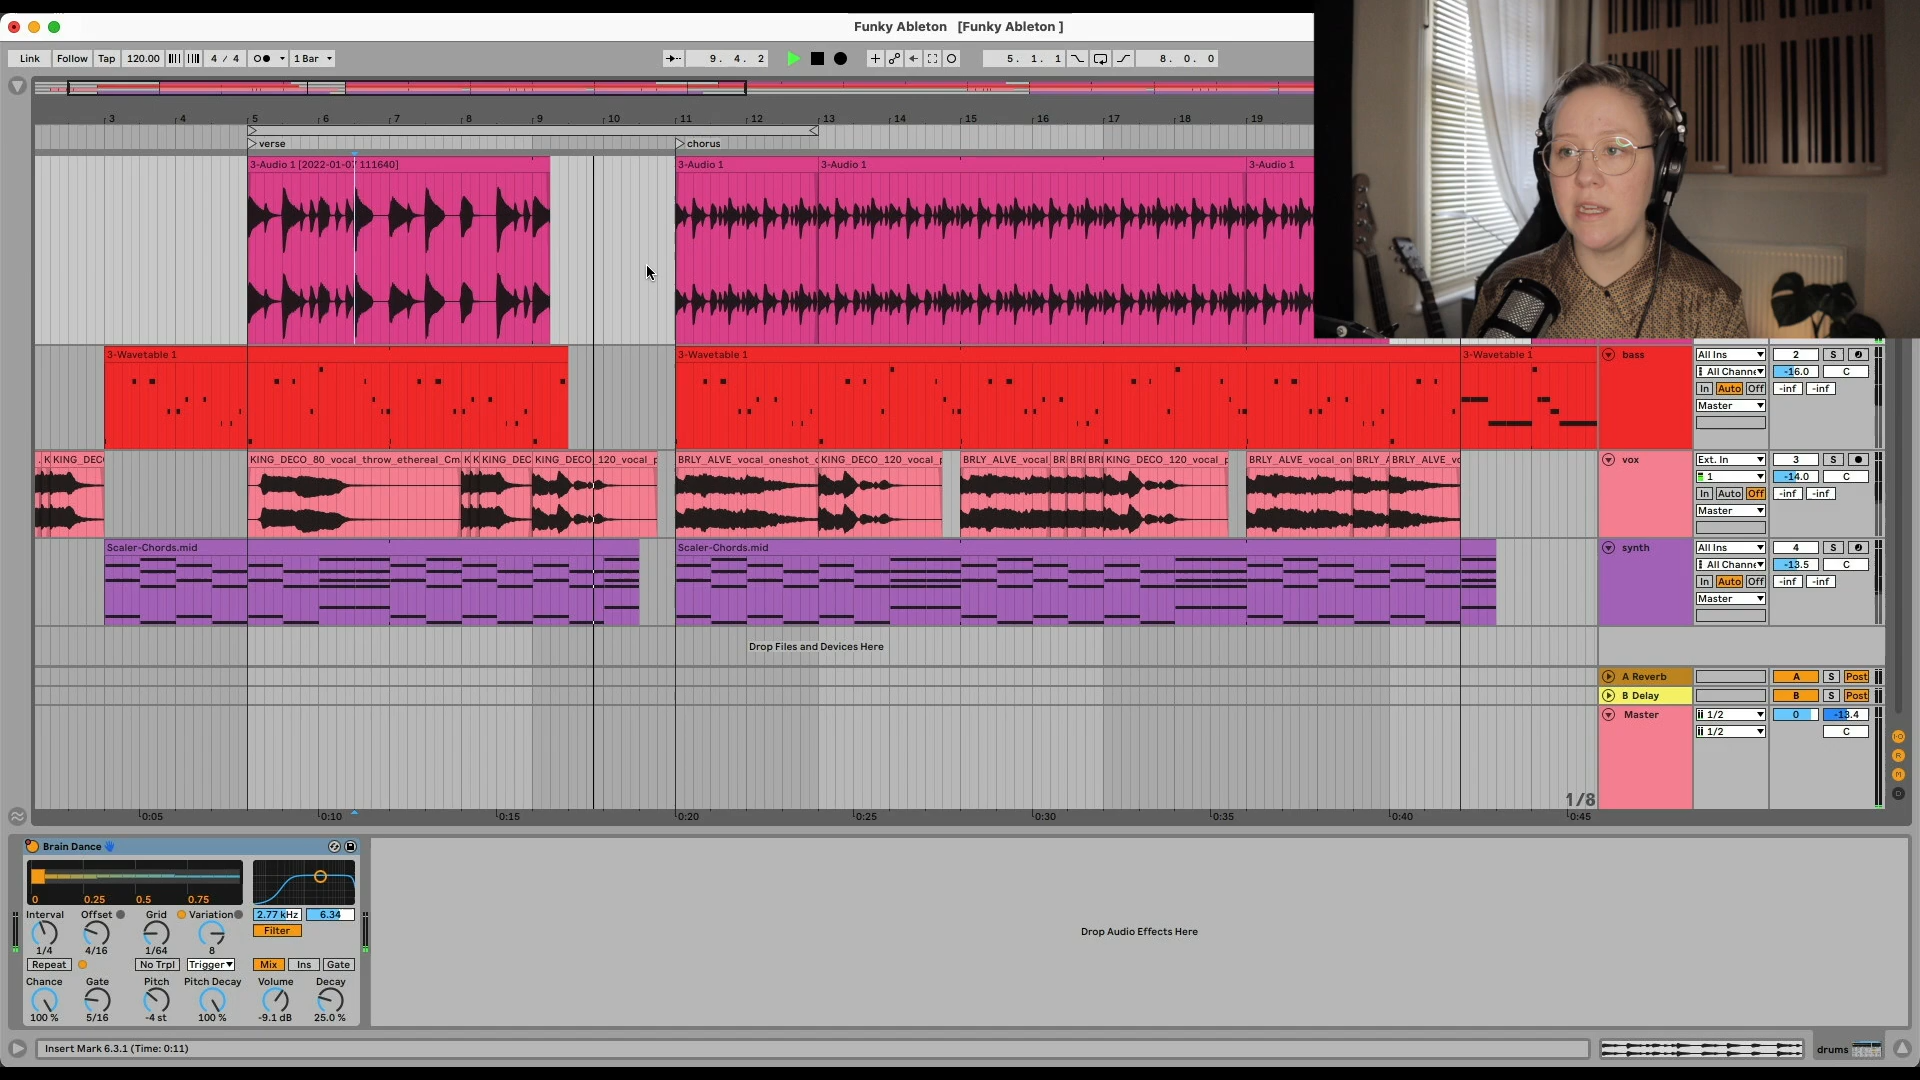 Funky Ableton [Funky Ableton ]
Link Follow Tap 120.00 4 / 4 1 Bar 9. 4. 2 5. 1. 1 8. 0. 0
3 4 5 6 7 8 9 10 11 12 13 14 15 16 17 18 19
verse chorus
3-Audio 1 [2022-01-07 111640] 3-Audio 1 3-Audio 1 3-Audio 1
3-Wavetable 1 3-Wavetable 1 3-Wavetable 1 bass All Ins 2 S
All Channe -16.0 C
In Auto Off -inf -inf
Master
K KING_DEC KING_DECO_80_vocal_throw_ethereal_Cm K K KING_DEC KING_DECO_120_vocal_p BRLY_ALVE_vocal_oneshot_c KING_DECO_120_vocal_p BRLY_ALVE_vocal BR BRI BRI KING_DECO_120_vocal_p BRLY_ALVE_vocal_on BRLY_A BRLY_ALVE_vo vox Ext. In 3 S
1 -14.0 C
In Auto Off -inf -inf
Master
Scaler-Chords.mid Scaler-Chords.mid synth All Ins 4 S
All Channe -13.5 C
In Auto Off -inf -inf
Master
Drop Files and Devices Here
A Reverb A S Post
B Delay B S Post
Master 1/2 0 -13.4
1/2 C
1/8
0:05 0:10 0:15 0:20 0:25 0:30 0:35 0:40 0:45
Brain Dance
0 0.25 0.5 0.75
Interval Offset Grid Variation 2.77 kHz 6.34
Filter
1/4 4/16 1/64 8
Repeat No Trpl Trigger Mix Ins Gate
Chance Gate Pitch Pitch Decay Volume Decay
100 % 5/16 -4 st 100 % -9.1 dB 25.0 %
Drop Audio Effects Here
Insert Mark 6.3.1 (Time: 0:11) drums